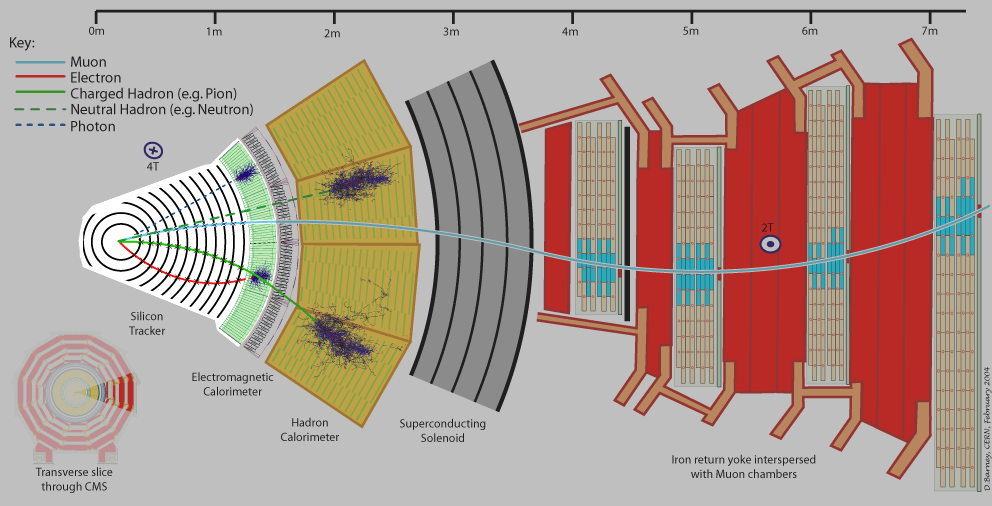 0m
1m
2m
3m
4m
5m
6m
7m
Key:
Muon
Electron
Charged Hadron (e.g. Pion)
Neutral Hadron (e.g. Neutron)
Photon
4T
2T
Silicon
Tracker
Electromagnetic
Calorimeter
Hadron
Calorimeter
Superconducting
Solenoid
Iron return yoke interspersed
with Muon chambers
Transverse slice
through CMS
D.Barney, CERN, February 2004